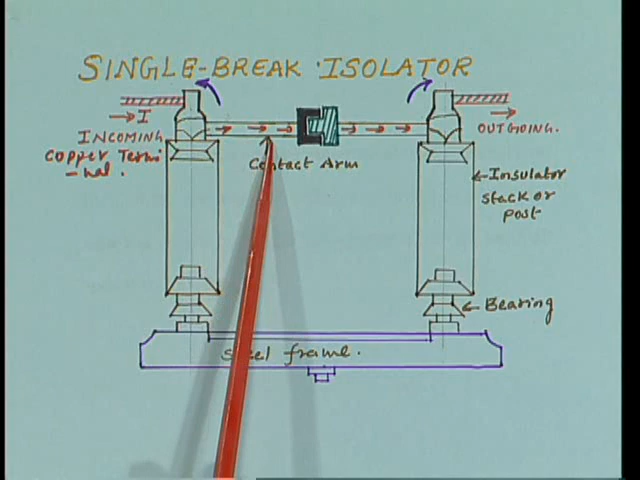 SINGLE-BREAK ISOLATOR
I
INCOMING
Copper Termi
-nal.
OUTGOING.
Contact Arm
Insulator
stack or
post
Bearing
Steel frame.